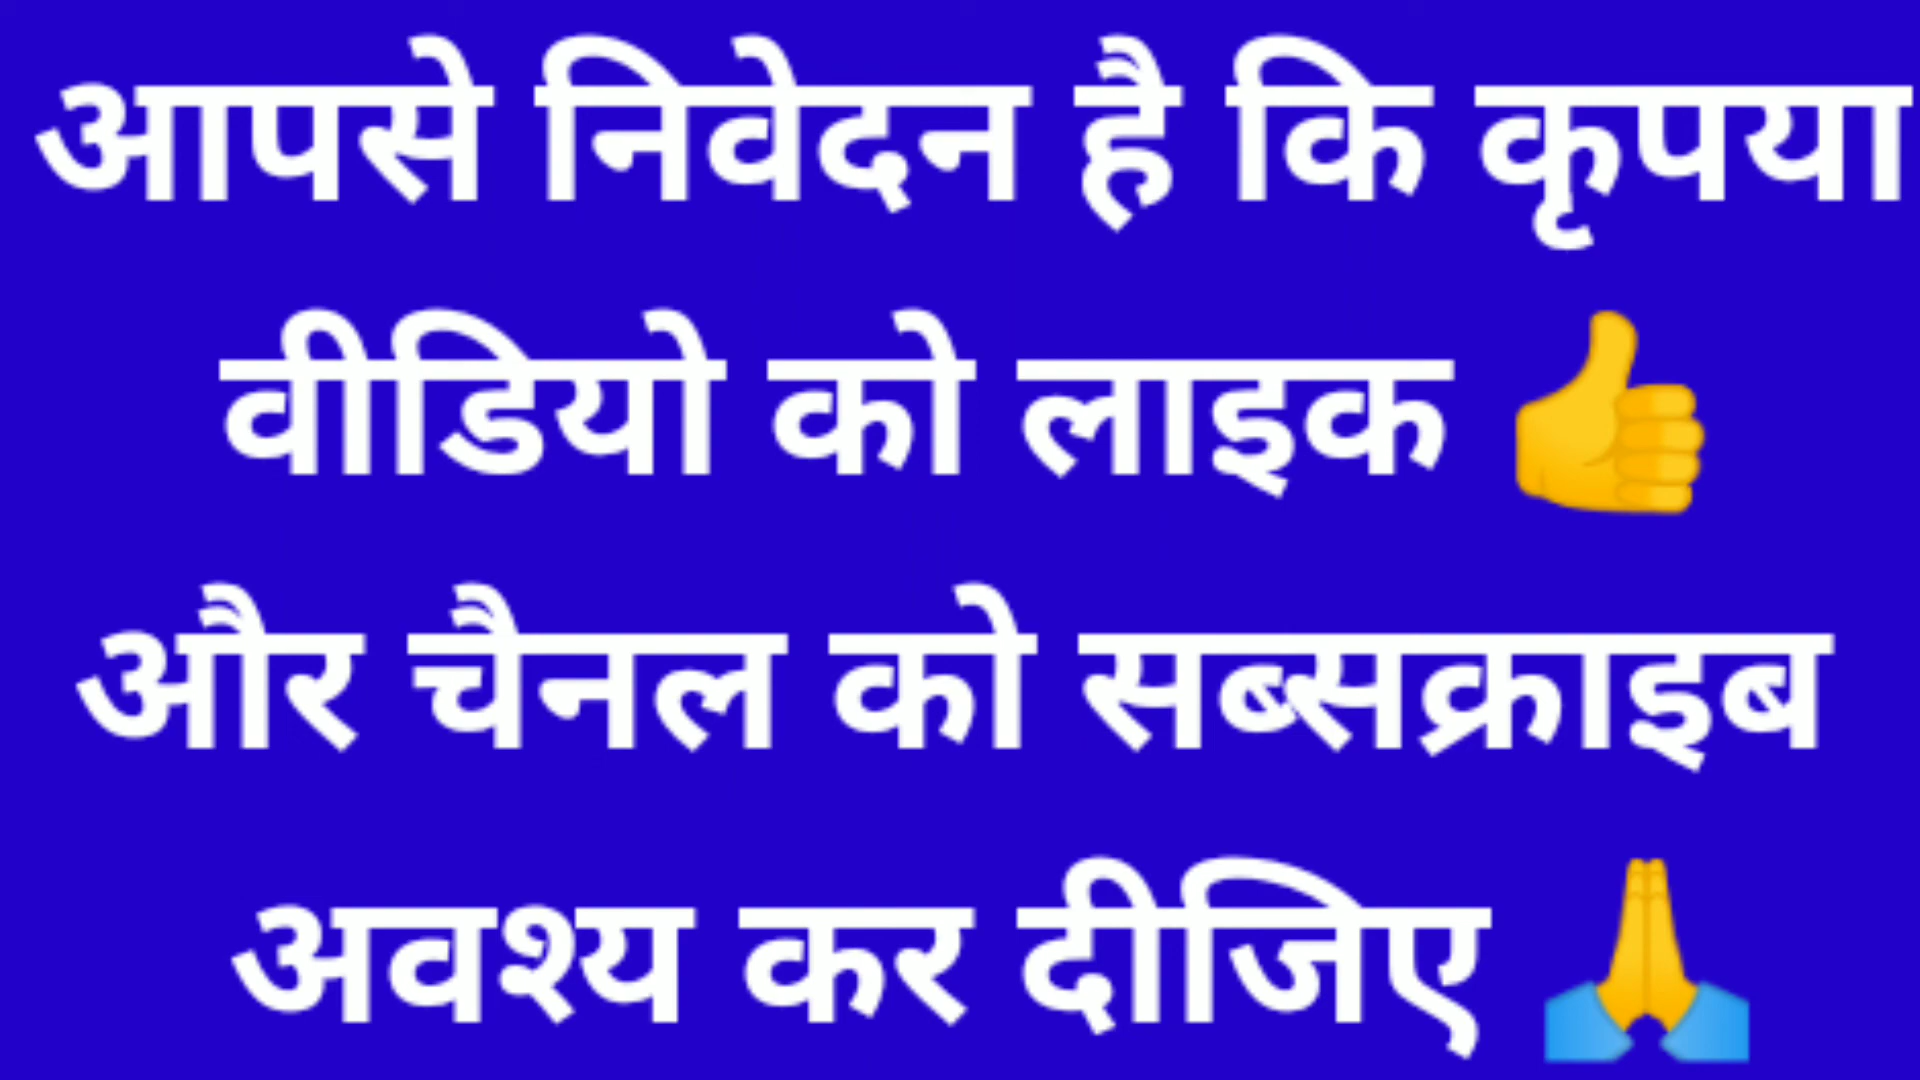 आपसे निवेदन है कि कृपया
वीडियो को लाइक 👍
और चैनल को सब्सक्राइब
अवश्य कर दीजिए 🙏